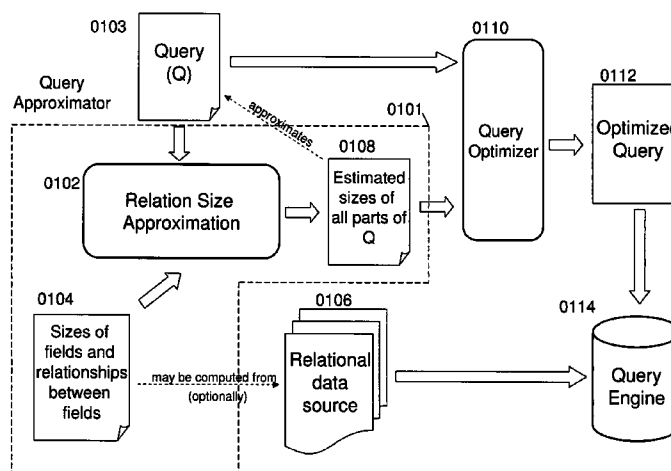 0103
Query
(Q)
0110
0112
Query
Approximator
approximates
0101
0102
Relation Size
Approximation
0108
Estimated
sizes of
all parts of
Q
Query
Optimizer
Optimized
Query
0104
Sizes of
fields and
relationships
between
fields
may be computed from
(optionally)
0106
Relational
data
source
0114
Query
Engine